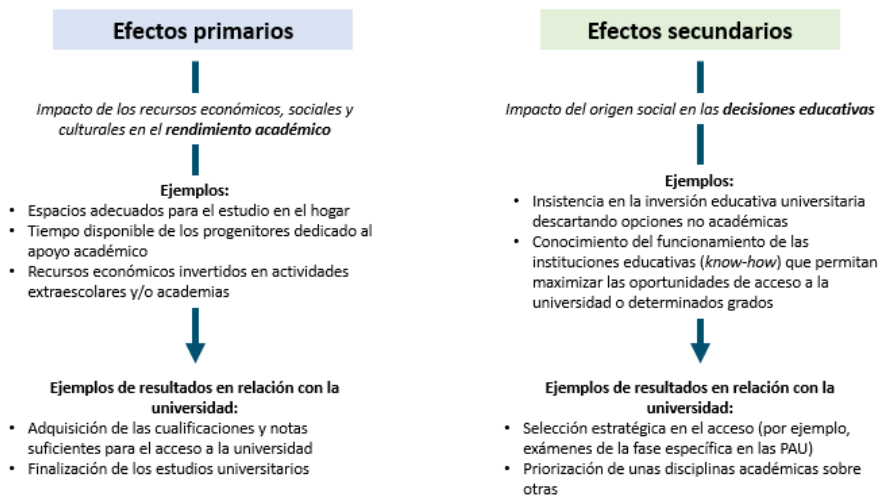 Efectos primarios
Impacto de los recursos económicos, sociales y
culturales en el rendimiento académico
Ejemplos:
• Espacios adecuados para el estudio en el hogar
• Tiempo disponible de los progenitores dedicado al
apoyo académico
• Recursos económicos invertidos en actividades
extraescolares y/o academias
Ejemplos de resultados en relación con la
universidad:
• Adquisición de las cualificaciones y notas
suficientes para el acceso a la universidad
• Finalización de los estudios universitarios
Efectos secundarios
Impacto del origen social en las decisiones educativas
Ejemplos:
• Insistencia en la inversión educativa universitaria
descartando opciones no académicas
• Conocimiento del funcionamiento de las
instituciones educativas (know-how) que permitan
maximizar las oportunidades de acceso a la
universidad o determinados grados
Ejemplos de resultados en relación con la
universidad:
• Selección estratégica en el acceso (por ejemplo,
exámenes de la fase específica en las PAU)
• Priorización de unas disciplinas académicas sobre
otras